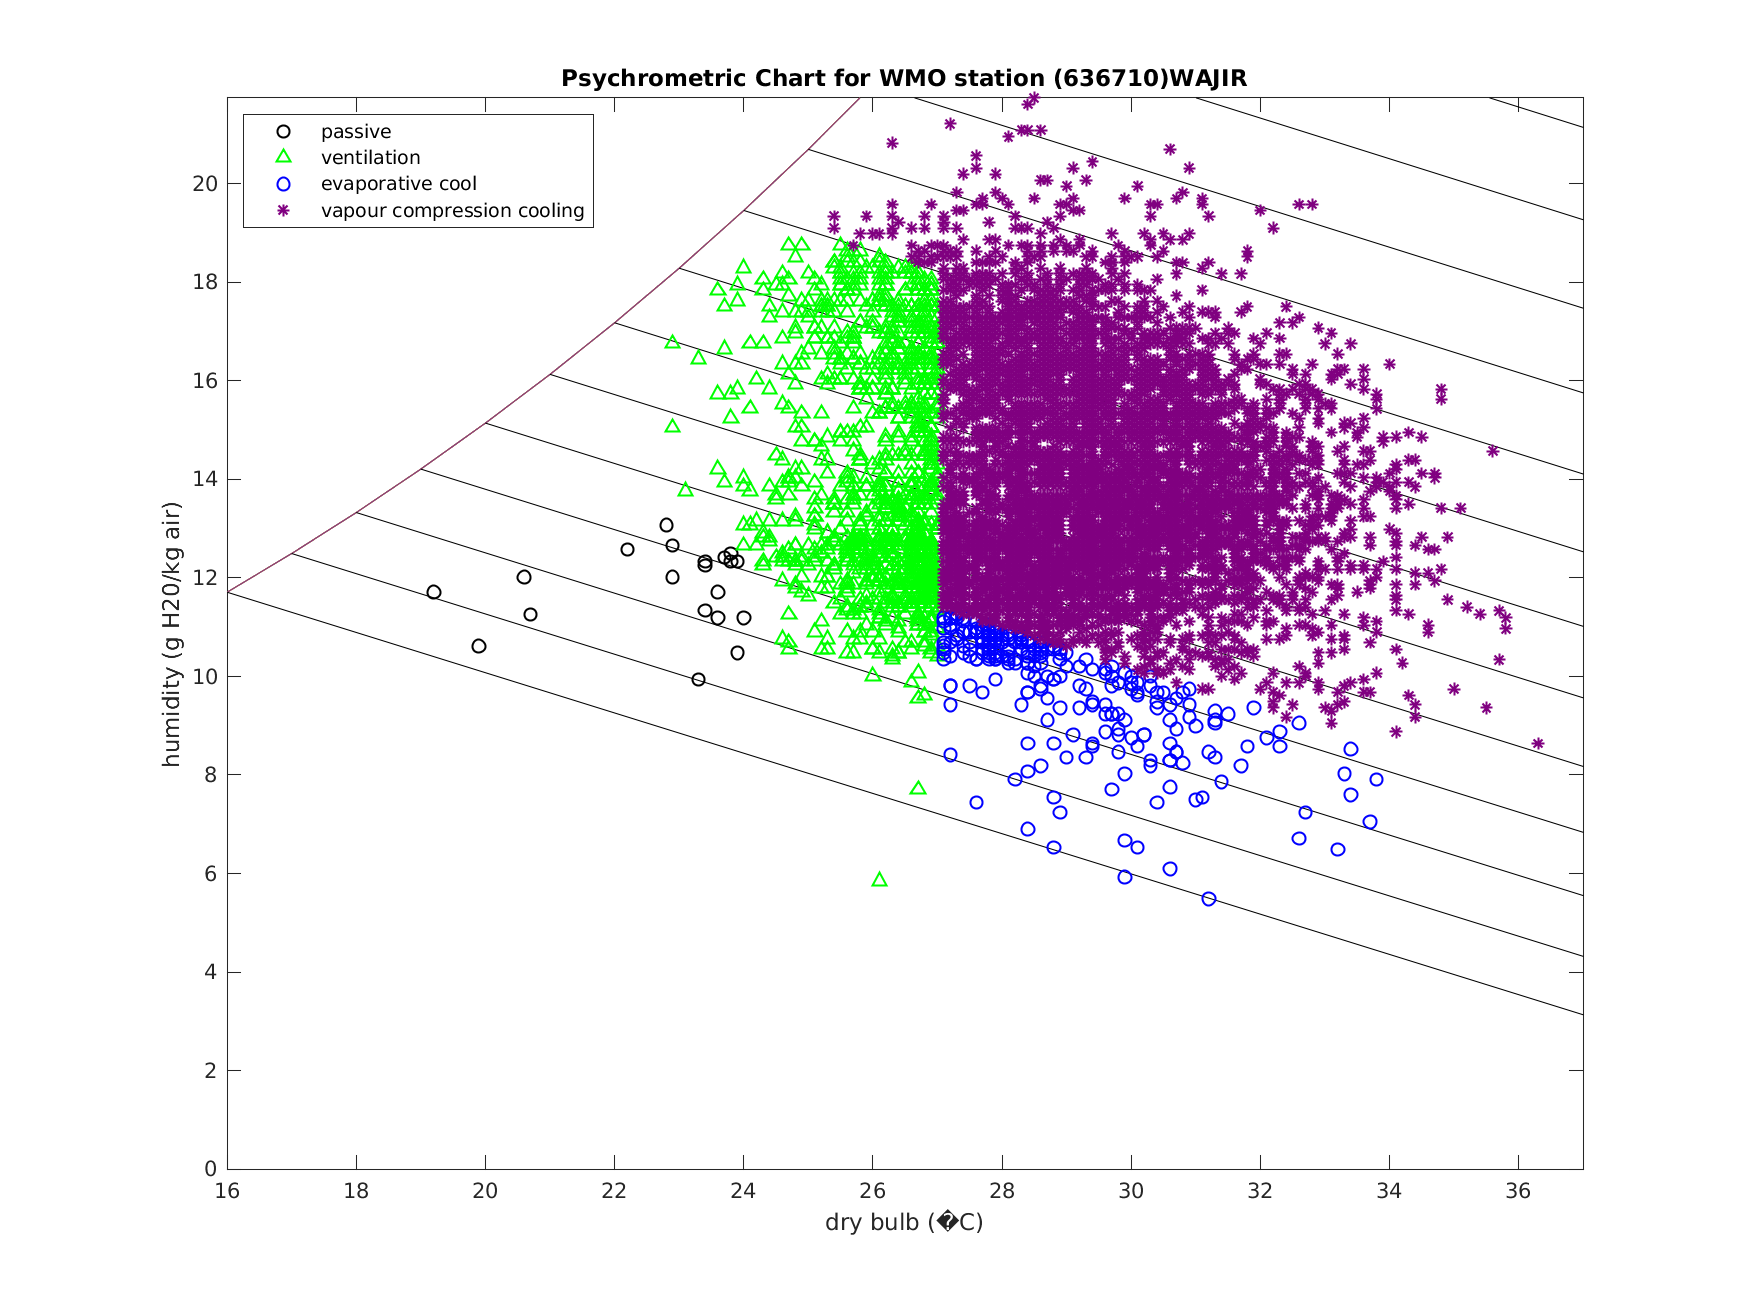 Psychrometric Chart for WMO station (636710)WAJIR
passive
ventilation
evaporative cool
vapour compression cooling
humidity (g H20/kg air)
20
18
16
14
12
10
8
6
4
2
0
16 18 20 22 24 26 28 30 32 34 36
dry bulb (�C)